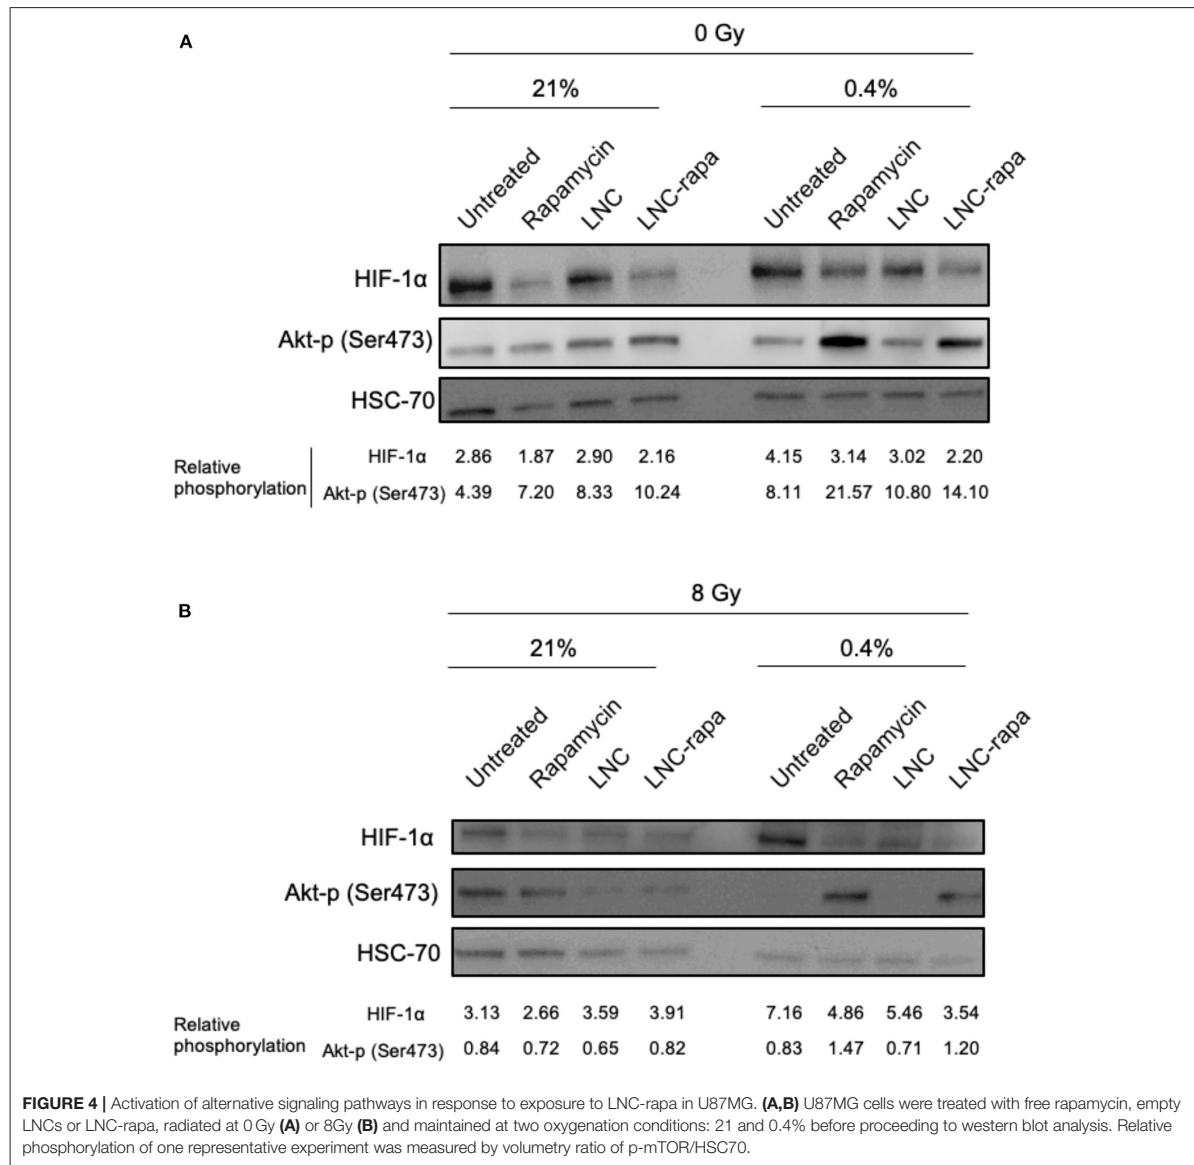 A
0 Gy
21% 0.4%
Untreated Rapamycin LNC LNC-rapa Untreated Rapamycin LNC LNC-rapa
HIF-1α
Akt-p (Ser473)
HSC-70
Relative phosphorylation
HIF-1α 2.86 1.87 2.90 2.16 4.15 3.14 3.02 2.20
Akt-p (Ser473) 4.39 7.20 8.33 10.24 8.11 21.57 10.80 14.10
B
8 Gy
21% 0.4%
Untreated Rapamycin LNC LNC-rapa Untreated Rapamycin LNC LNC-rapa
HIF-1α
Akt-p (Ser473)
HSC-70
Relative phosphorylation
HIF-1α 3.13 2.66 3.59 3.91 7.16 4.86 5.46 3.54
Akt-p (Ser473) 0.84 0.72 0.65 0.82 0.83 1.47 0.71 1.20
FIGURE 4 | Activation of alternative signaling pathways in response to exposure to LNC-rapa in U87MG. (A,B) U87MG cells were treated with free rapamycin, empty
LNCs or LNC-rapa, radiated at 0 Gy (A) or 8Gy (B) and maintained at two oxygenation conditions: 21 and 0.4% before proceeding to western blot analysis. Relative
phosphorylation of one representative experiment was measured by volumetry ratio of p-mTOR/HSC70.